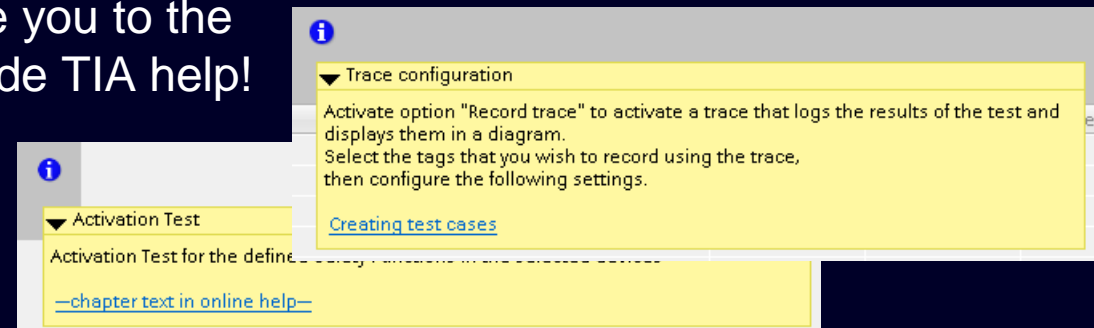 e you to the
de TIA help!
Trace configuration
Activate option "Record trace" to activate a trace that logs the results of the test and
displays them in a diagram.
Select the tags that you wish to record using the trace,
then configure the following settings.
Creating test cases
Activation Test
Activation Test for the define
—chapter text in online help—